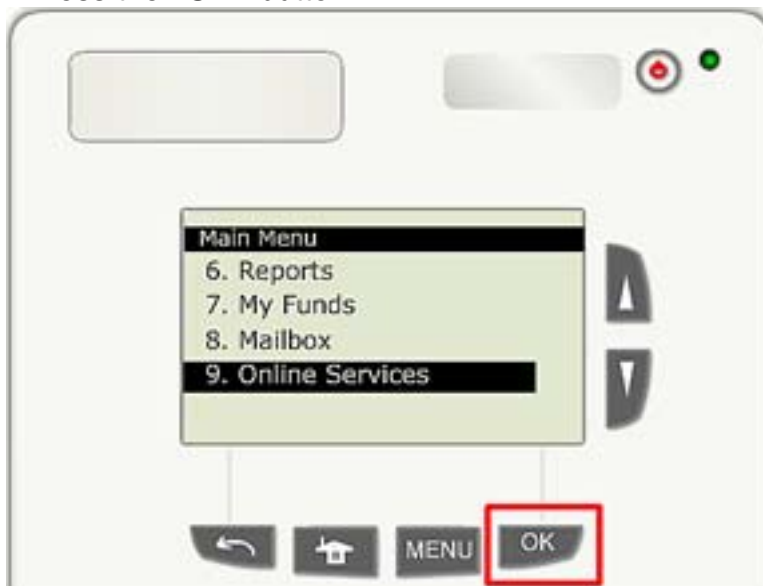 Main Menu
6. Reports
7. My Funds
8. Mailbox
9. Online Services
MENU
OK